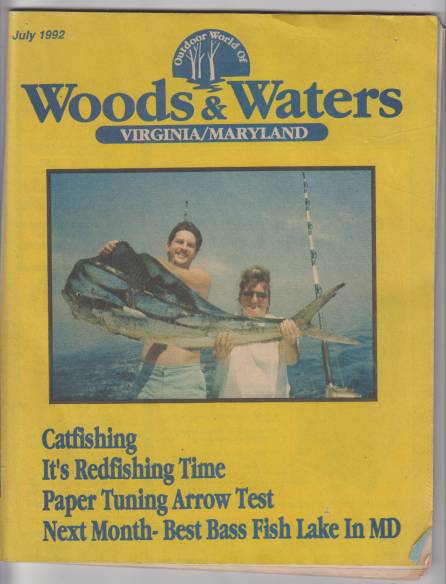 July 1992
Outdoor World Of
Woods & Waters
VIRGINIA/MARYLAND
Catfishing
It's Redfishing Time
Paper Tuning Arrow Test
Next Month- Best Bass Fish Lake In MD